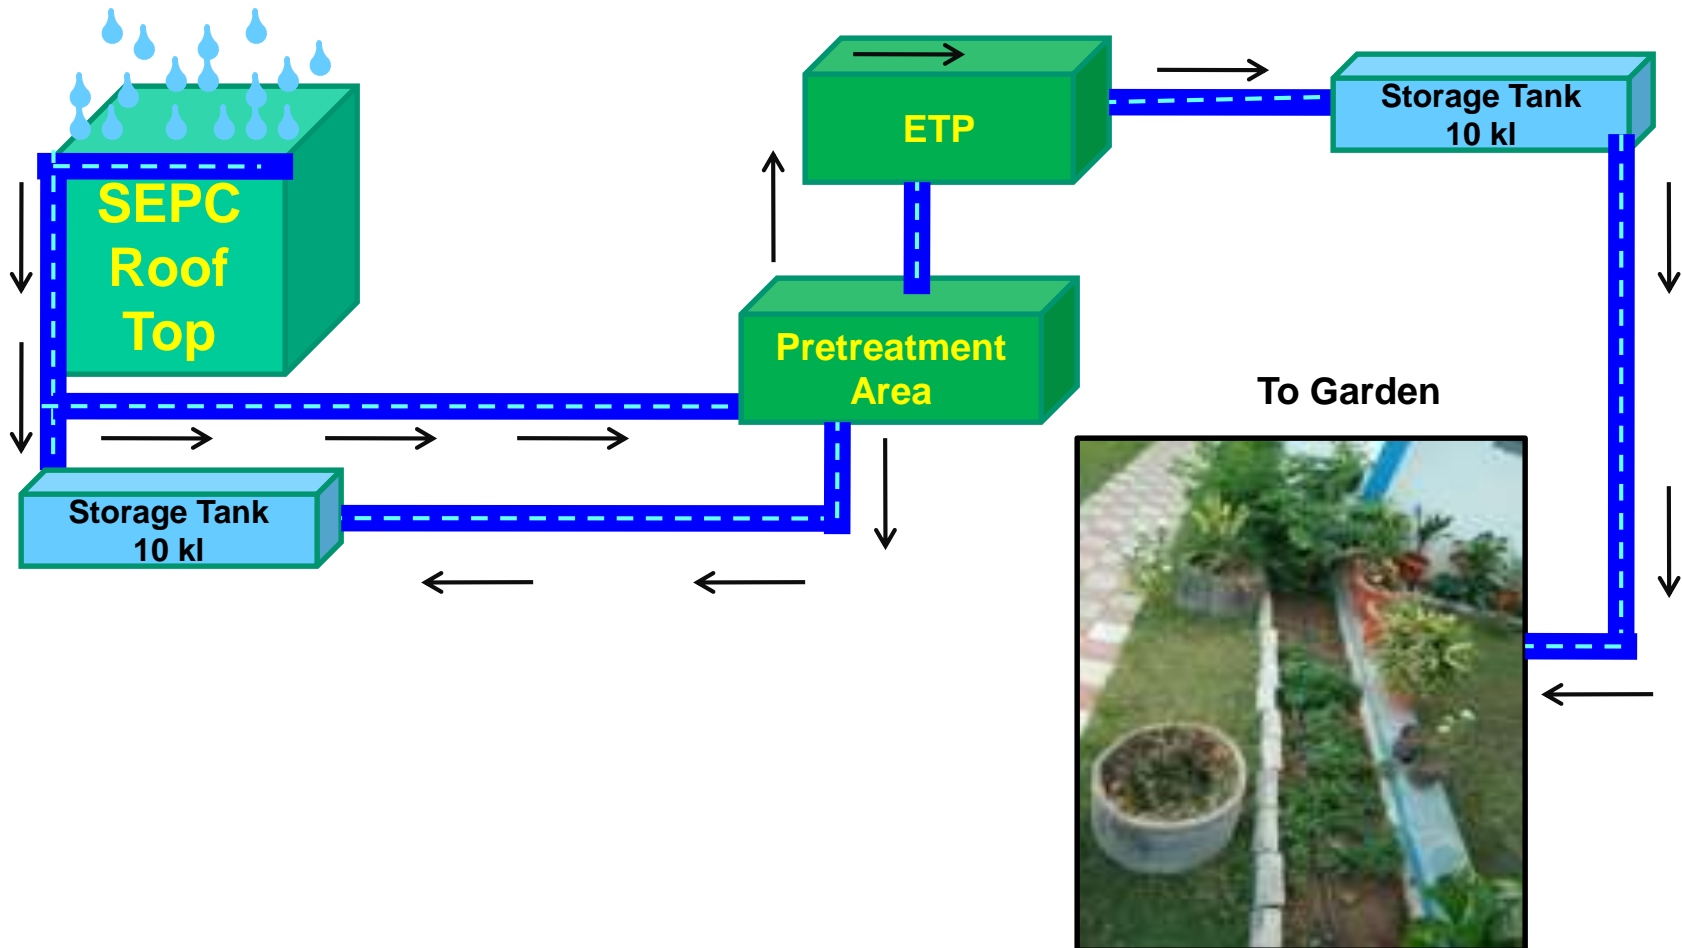 SEPC
Roof
Top
ETP
Storage Tank
10 kl
Pretreatment
Area
To Garden
Storage Tank
10 kl